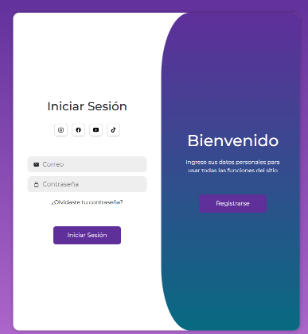 Iniciar Sesión
Correo
Contraseña
¿Olvidaste tu contraseña?
Iniciar Sesión
Bienvenido
Ingrese sus datos personales para
usar todas las funciones del sitio
Registrarse